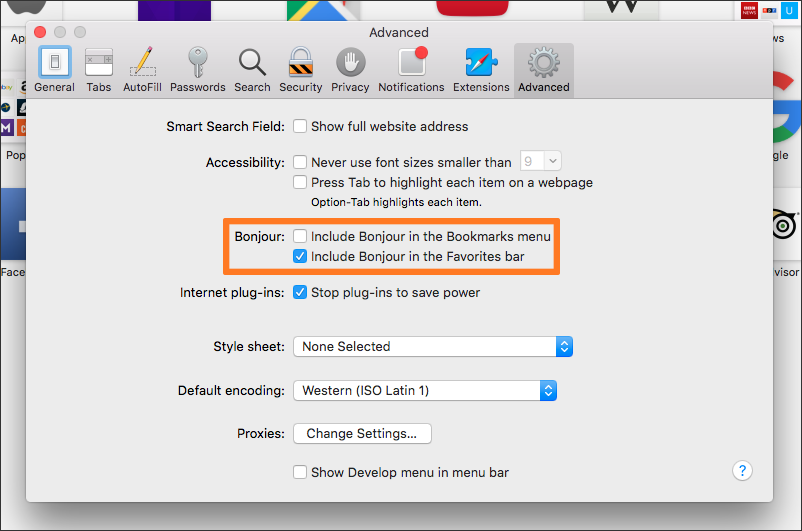 Advanced
General Tabs AutoFill Passwords Search Security Privacy Notifications Extensions Advanced
Smart Search Field: Show full website address
Accessibility: Never use font sizes smaller than 9
Press Tab to highlight each item on a webpage
Option-Tab highlights each item.
Bonjour: Include Bonjour in the Bookmarks menu
Include Bonjour in the Favorites bar
Internet plug-ins: Stop plug-ins to save power
Style sheet: None Selected
Default encoding: Western (ISO Latin 1)
Proxies: Change Settings...
Show Develop menu in menu bar
?
W
BBC
NEWS
npr
U
Ap
ws
ebay
M
Pop
gle
Face
dvisor